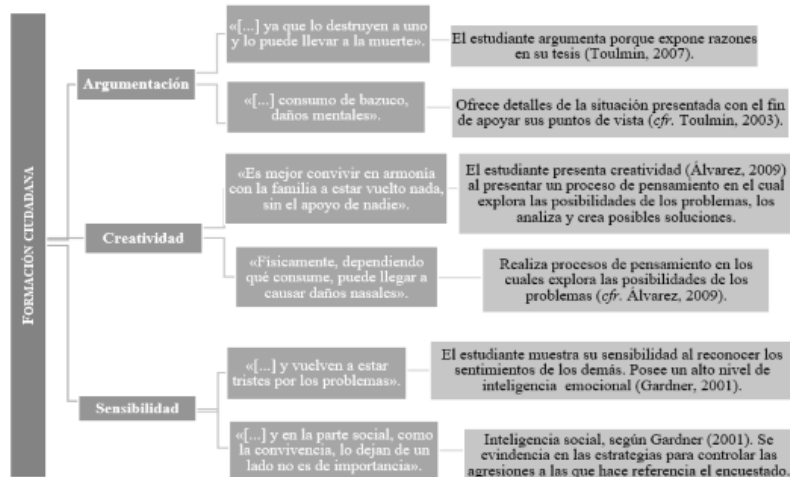 FORMACIÓN CIUDADANA
Argumentación
«[...] ya que lo destruyen a uno
y lo puede llevar a la muerte».
El estudiante argumenta porque expone razones
en su tesis (Toulmin, 2007).
«[...] consumo de bazuco,
daños mentales».
Ofrece detalles de la situación presentada con el fin
de apoyar sus puntos de vista (cfr. Toulmin, 2003).
Creatividad
«Es mejor convivir en armonía
con la familia a estar vuelto nada,
sin el apoyo de nadie».
El estudiante presenta creatividad (Álvarez, 2009)
al presentar un proceso de pensamiento en el cual
explora las posibilidades de los problemas, los
analiza y crea posibles soluciones.
«Físicamente, dependiendo
qué consume, puede llegar a
causar daños nasales».
Realiza procesos de pensamiento en los
cuales explora las posibilidades de los
problemas (cfr. Álvarez, 2009).
Sensibilidad
«[...] y vuelven a estar
tristes por los problemas».
El estudiante muestra su sensibilidad al reconocer los
sentimientos de los demás. Posee un alto nivel de
inteligencia emocional (Gardner, 2001).
«[...] y en la parte social, como
la convivencia, lo dejan de un
lado no es de importancia».
Inteligencia social, según Gardner (2001). Se
evidencia en las estrategias para controlar las
agresiones a las que hace referencia el encuestado.